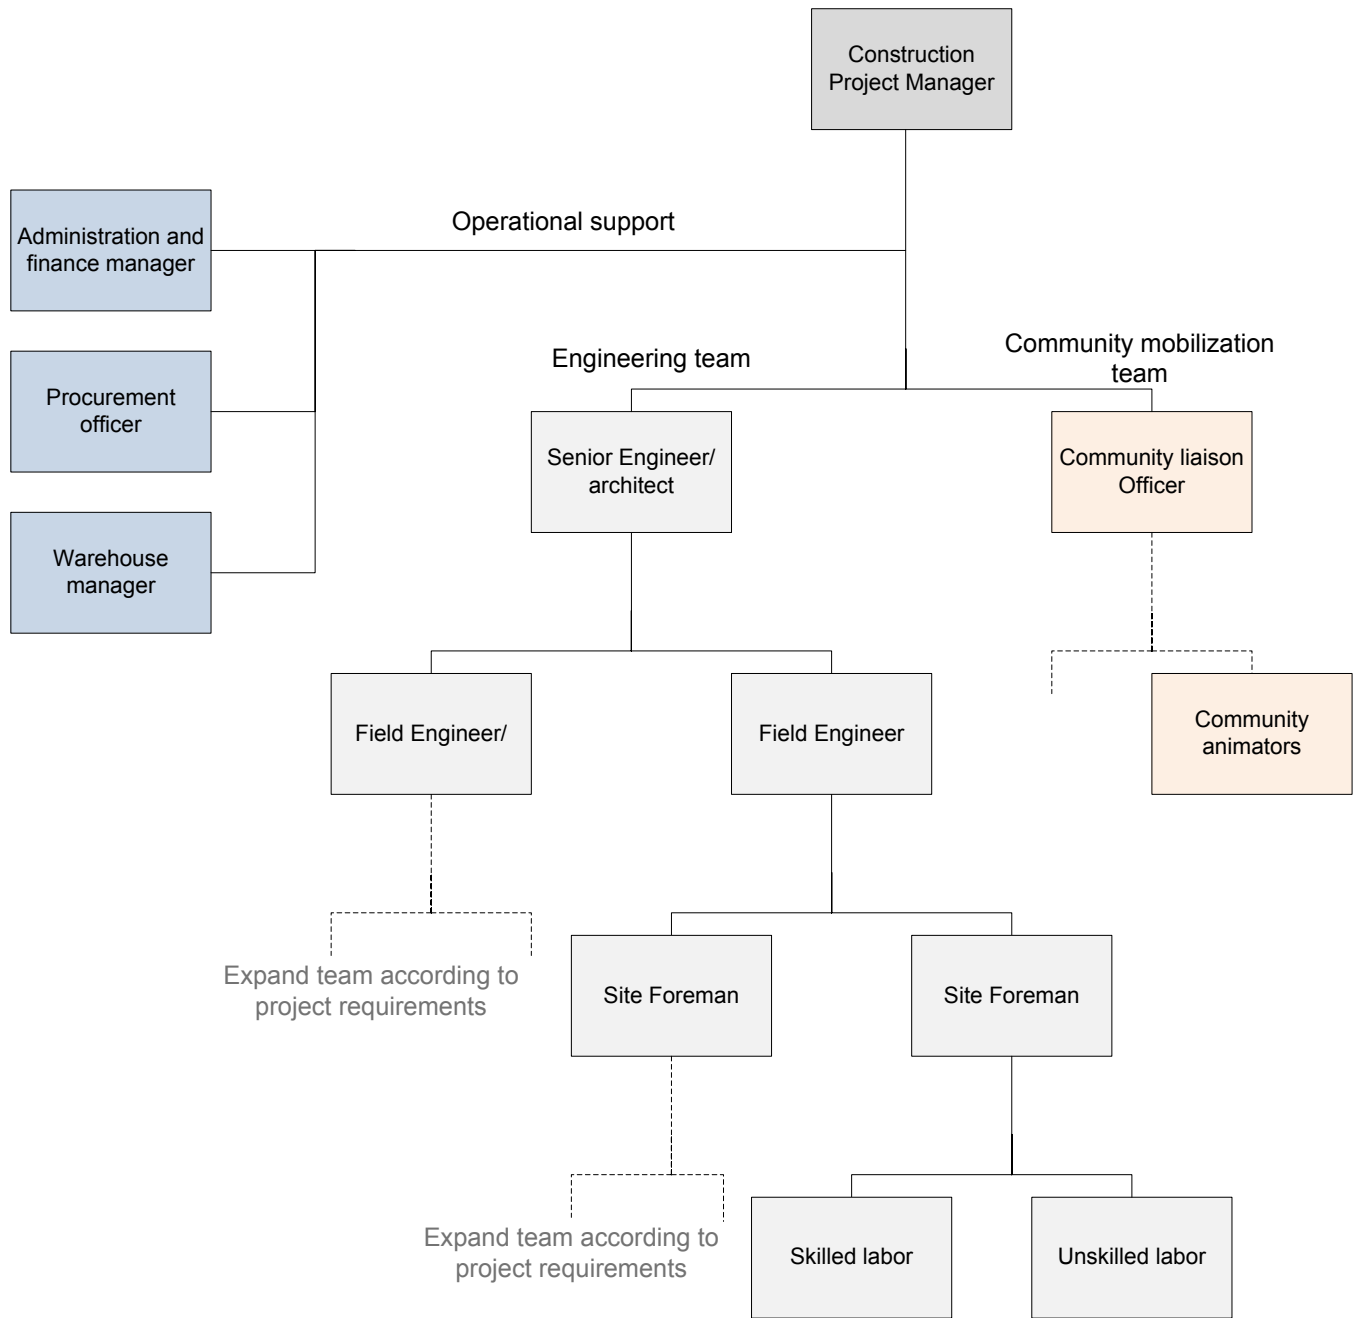 Construction
Project Manager
Administration and
finance manager
Operational support
Procurement
officer
Engineering team
Community mobilization
team
Senior Engineer/
architect
Community liaison
Officer
Warehouse
manager
Field Engineer/
Field Engineer
Community
animators
Expand team according to
project requirements
Site Foreman
Site Foreman
Expand team according to
project requirements
Skilled labor
Unskilled labor